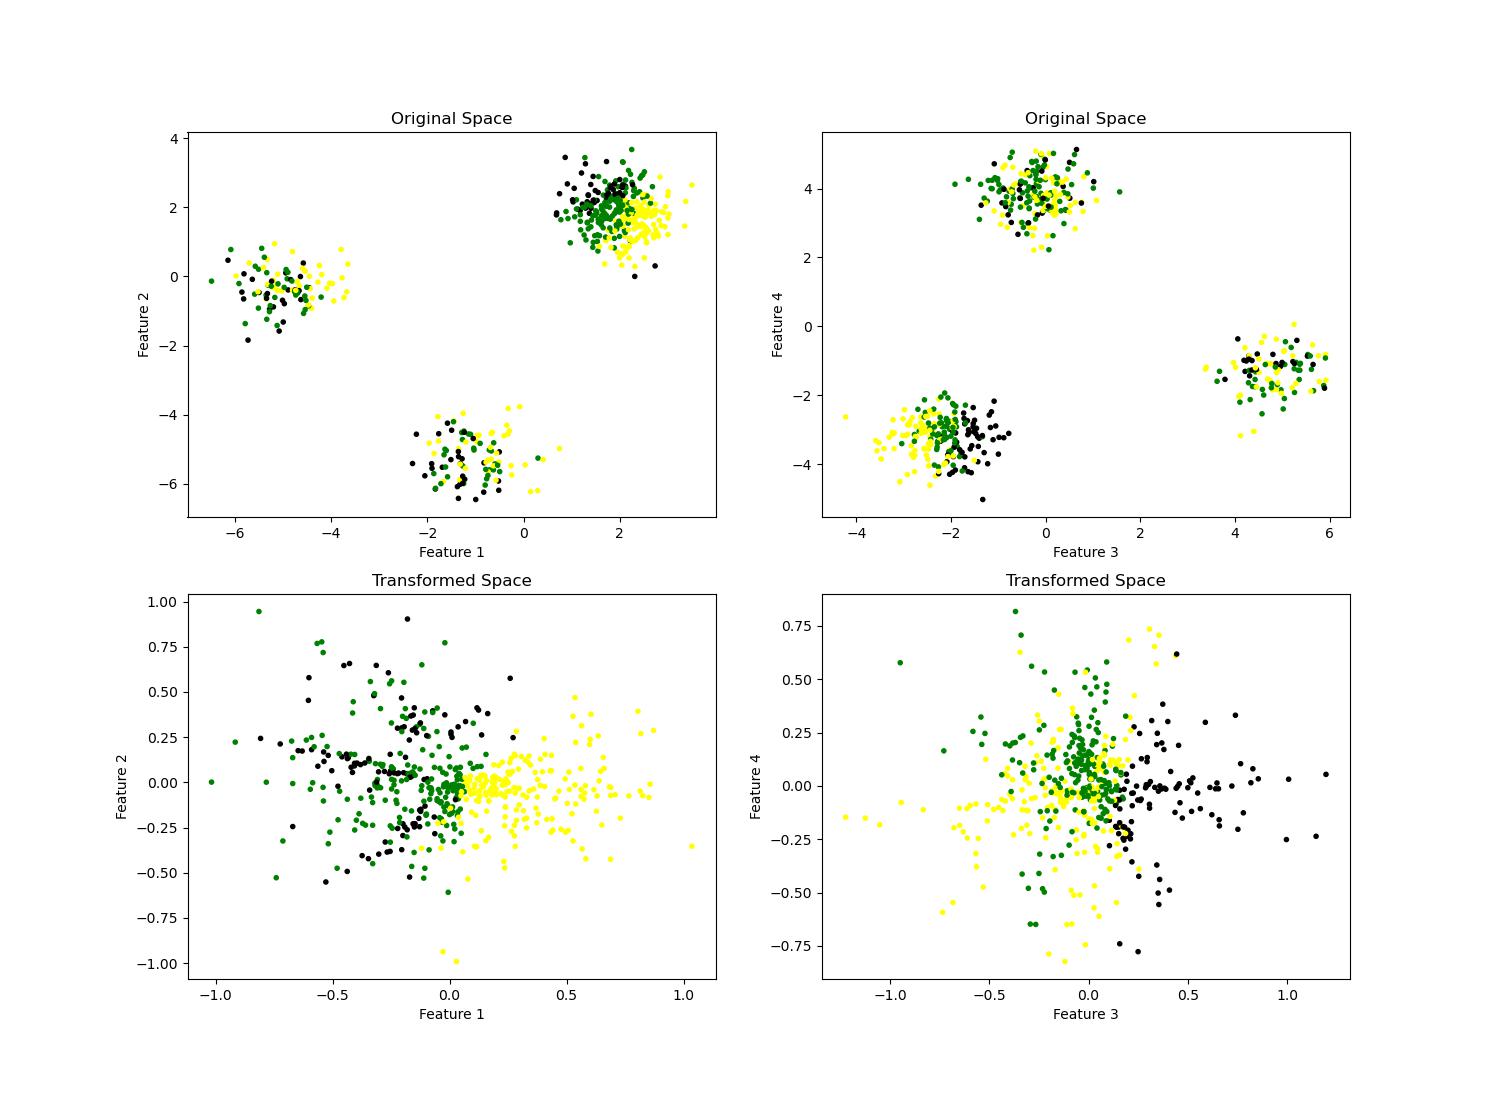 Original Space
Original Space
4
2
0
−2
−4
−6
Feature 2
−6 −4 −2 0 2
Feature 1
4
2
0
−2
−4
Feature 4
−4 −2 0 2 4 6
Feature 3
Transformed Space
Transformed Space
1.00
0.75
0.50
0.25
0.00
−0.25
−0.50
−0.75
−1.00
Feature 2
−1.0 −0.5 0.0 0.5 1.0
Feature 1
0.75
0.50
0.25
0.00
−0.25
−0.50
−0.75
Feature 4
−1.0 −0.5 0.0 0.5 1.0
Feature 3